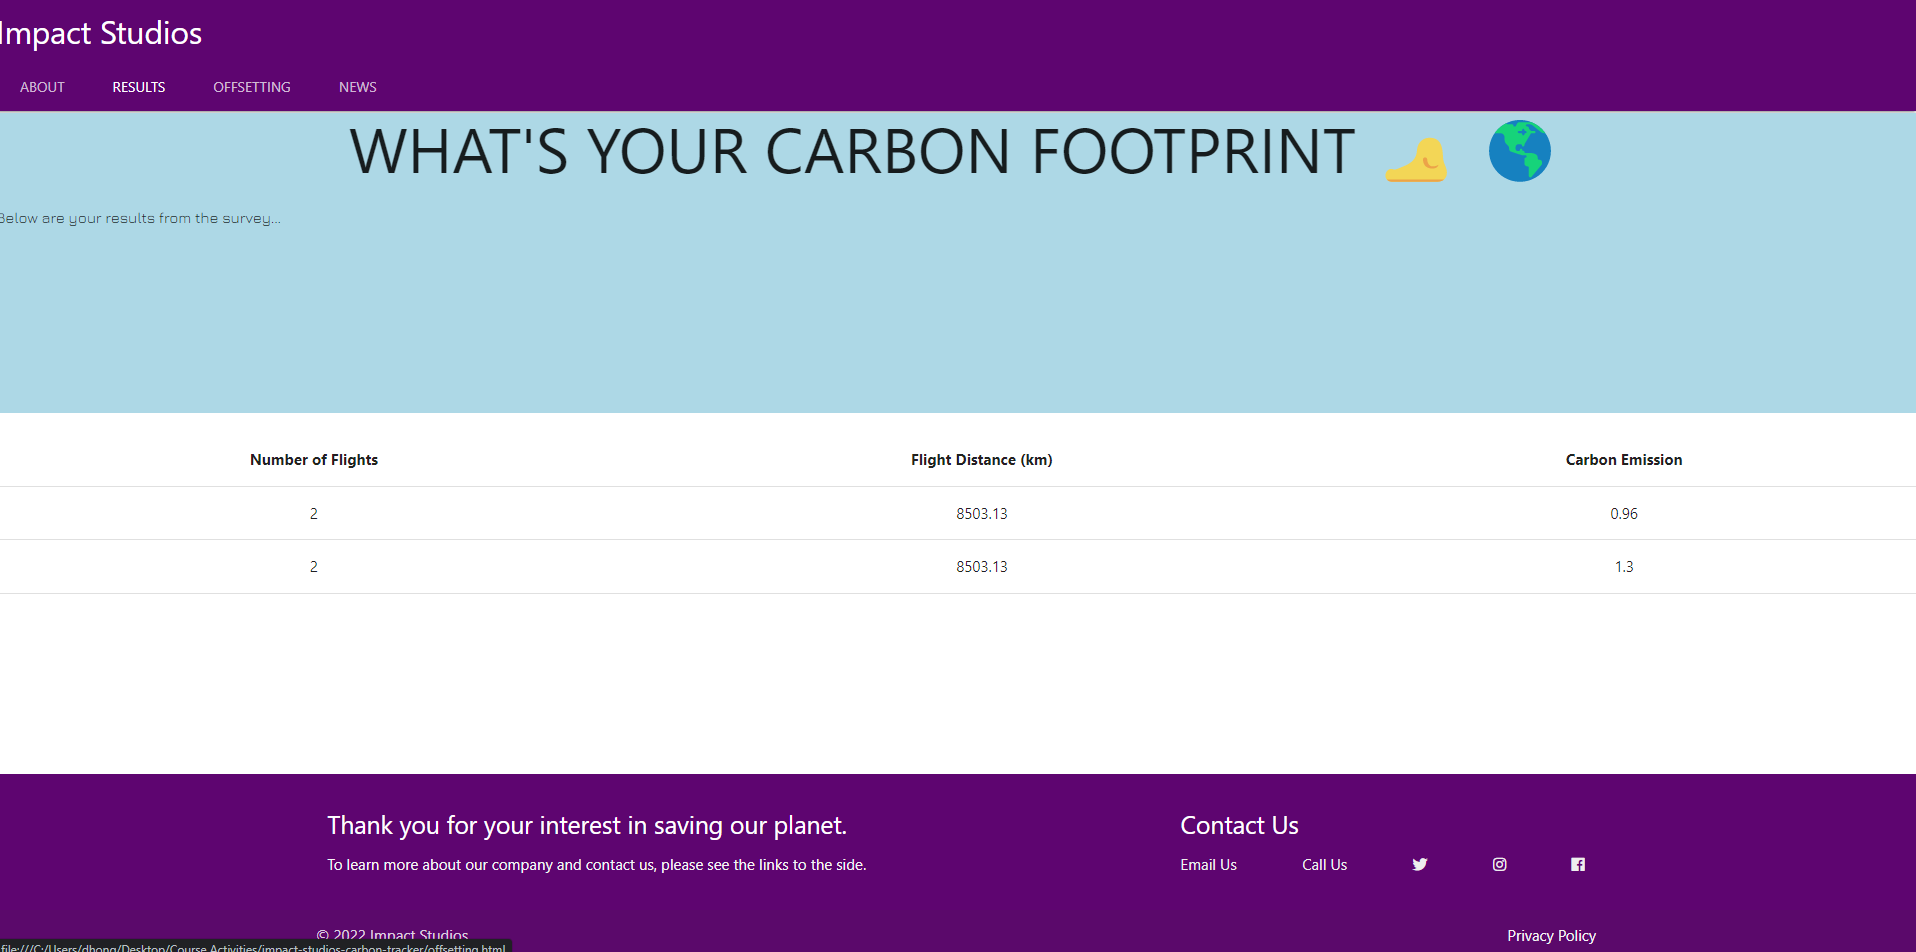 Impact Studios
ABOUT RESULTS OFFSETTING NEWS
WHAT'S YOUR CARBON FOOTPRINT
Below are your results from the survey...
Number of Flights Flight Distance (km) Carbon Emission
2 8503.13 0.96
2 8503.13 1.3
Thank you for your interest in saving our planet.
To learn more about our company and contact us, please see the links to the side.
Contact Us
Email Us Call Us
© 2022 Impact Studios
Privacy Policy
file:///C:/Users/dhong/Desktop/Course Activities/impact-studios-carbon-tracker/offsetting.html